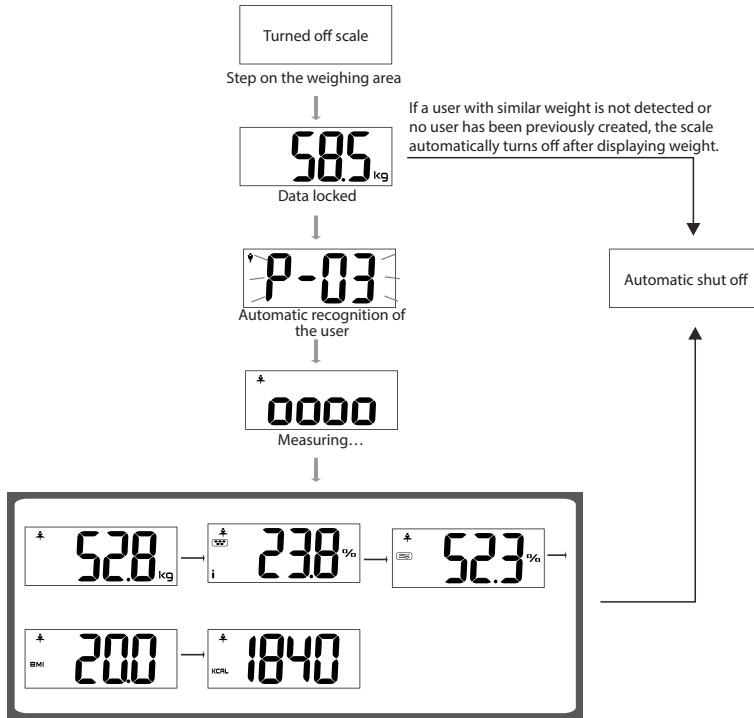 Turned off scale
Step on the weighing area
If a user with similar weight is not detected or
no user has been previously created, the scale
automatically turns off after displaying weight.
58.5 kg
Data locked
P-03
Automatic recognition of
the user
Automatic shut off
0000
Measuring…
52.8 kg
i 23.8 %
52.3 %
BMI 20.0
KCAL 1840